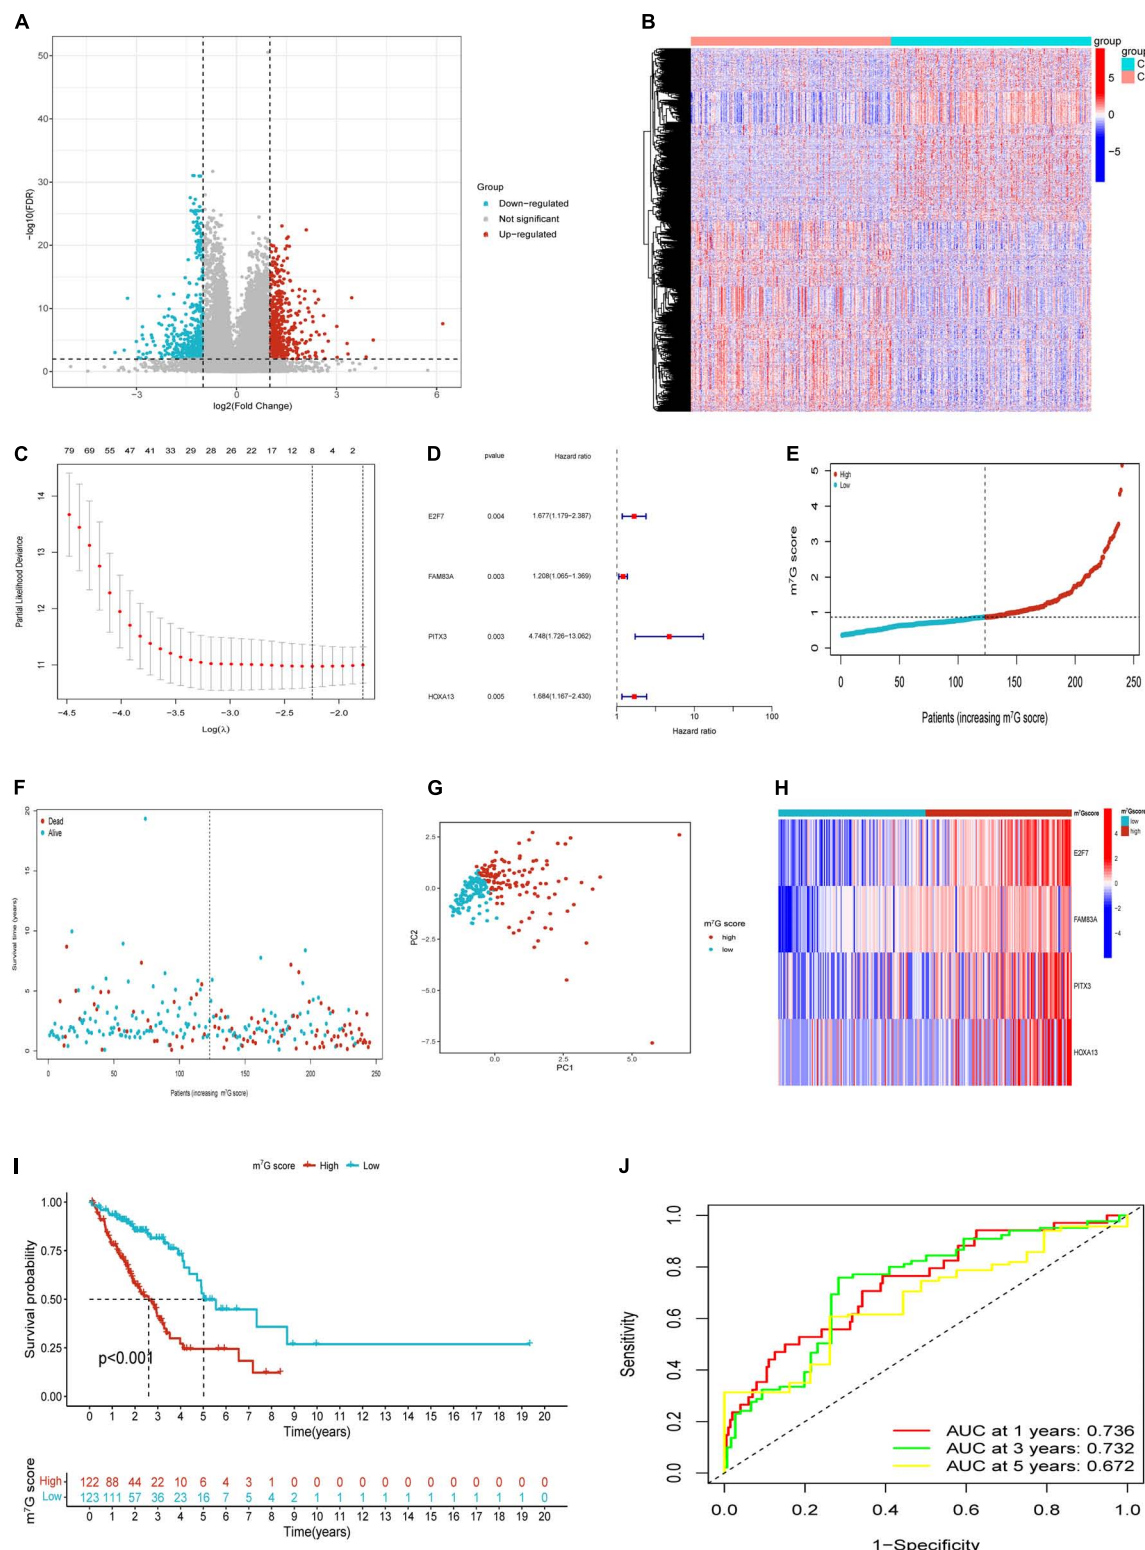 A
50
40
30
20
10
0
−log10(FDR)
−3 0 3 6
log2(Fold Change)
Group
Down−regulated
Not significant
Up−regulated
B
group
5
0
−5
group
C
C
C
79 69 55 47 41 33 29 28 26 22 17 12 8 4 2
14
13
12
11
Partial Likelihood Deviance
−4.5 −4.0 −3.5 −3.0 −2.5 −2.0
Log(λ)
D
pvalue Hazard ratio
E2F7 0.004 1.677(1.179−2.387)
FAM83A 0.003 1.208(1.065−1.369)
PITX3 0.003 4.748(1.726−13.062)
HOXA13 0.005 1.684(1.167−2.430)
1 10 100
Hazard ratio
E
High
Low
5
4
3
2
1
0
m⁷G score
0 50 100 150 200 250
Patients (increasing m⁷G socre)
F
Dead
Alive
20
15
10
5
0
Survival time (years)
0 50 100 150 200 250
Patients (increasing m⁷G score)
G
2.5
0.0
−2.5
−5.0
−7.5
PC2
0.0 2.5 5.0
PC1
m⁷G score
high
low
H
m⁷Gscore
E2F7
FAM83A
PITX3
HOXA13
4
2
0
−2
−4
m⁷Gscore
low
high
I
m⁷G score High Low
1.00
0.75
0.50
0.25
0.00
Survival probability
p<0.001
0 1 2 3 4 5 6 7 8 9 10 11 12 13 14 15 16 17 18 19 20
Time(years)
m⁷G score
High 122 88 44 22 10 6 4 3 1 0 0 0 0 0 0 0 0 0 0 0 0
Low 123 111 57 36 23 16 7 5 4 2 1 1 1 1 1 1 1 1 1 1 0
0 1 2 3 4 5 6 7 8 9 10 11 12 13 14 15 16 17 18 19 20
Time(years)
J
1.0
0.8
0.6
0.4
0.2
0.0
Sensitivity
AUC at 1 years: 0.736
AUC at 3 years: 0.732
AUC at 5 years: 0.672
0.0 0.2 0.4 0.6 0.8 1.0
1−Specificity